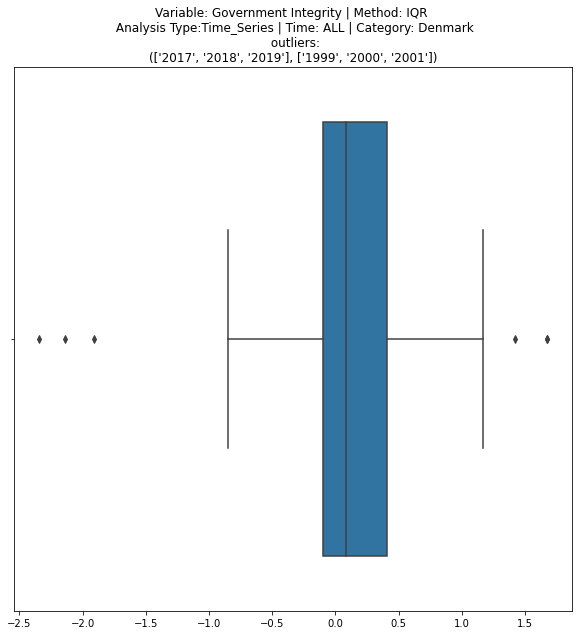 Variable: Government Integrity | Method: IQR
Analysis Type:Time_Series | Time: ALL | Category: Denmark
outliers:
(['2017', '2018', '2019'], ['1999', '2000', '2001'])
−2.5 −2.0 −1.5 −1.0 −0.5 0.0 0.5 1.0 1.5